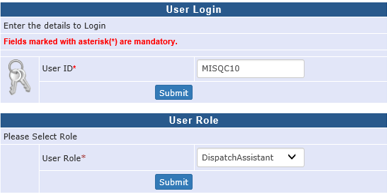 User Login
Enter the details to Login
Fields marked with asterisk(*) are mandatory.
User ID* MISQC10
Submit
User Role
Please Select Role
User Role* DispatchAssistant
Submit